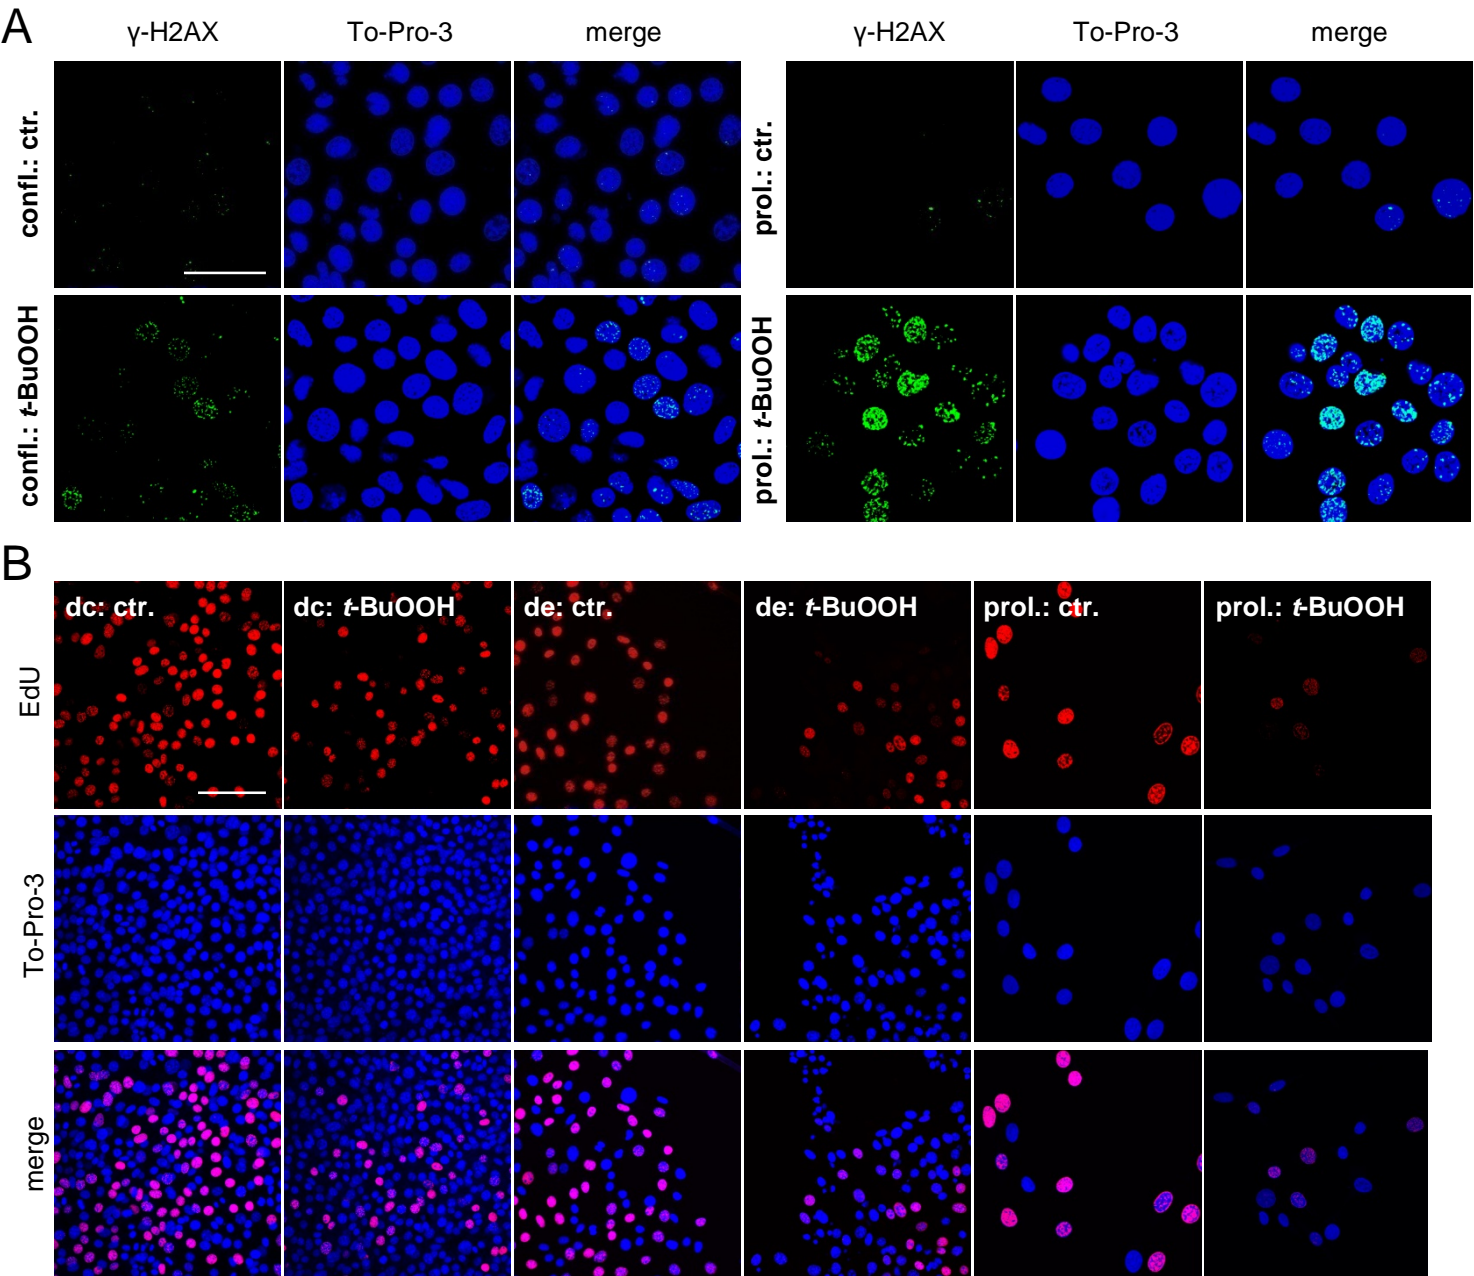 A
γ-H2AX To-Pro-3 merge γ-H2AX To-Pro-3 merge
confl.: ctr.
prol.: ctr.
confl.: t-BuOOH
prol.: t-BuOOH
B
dc: ctr. dc: t-BuOOH de: ctr. de: t-BuOOH prol.: ctr. prol.: t-BuOOH
EdU
To-Pro-3
merge